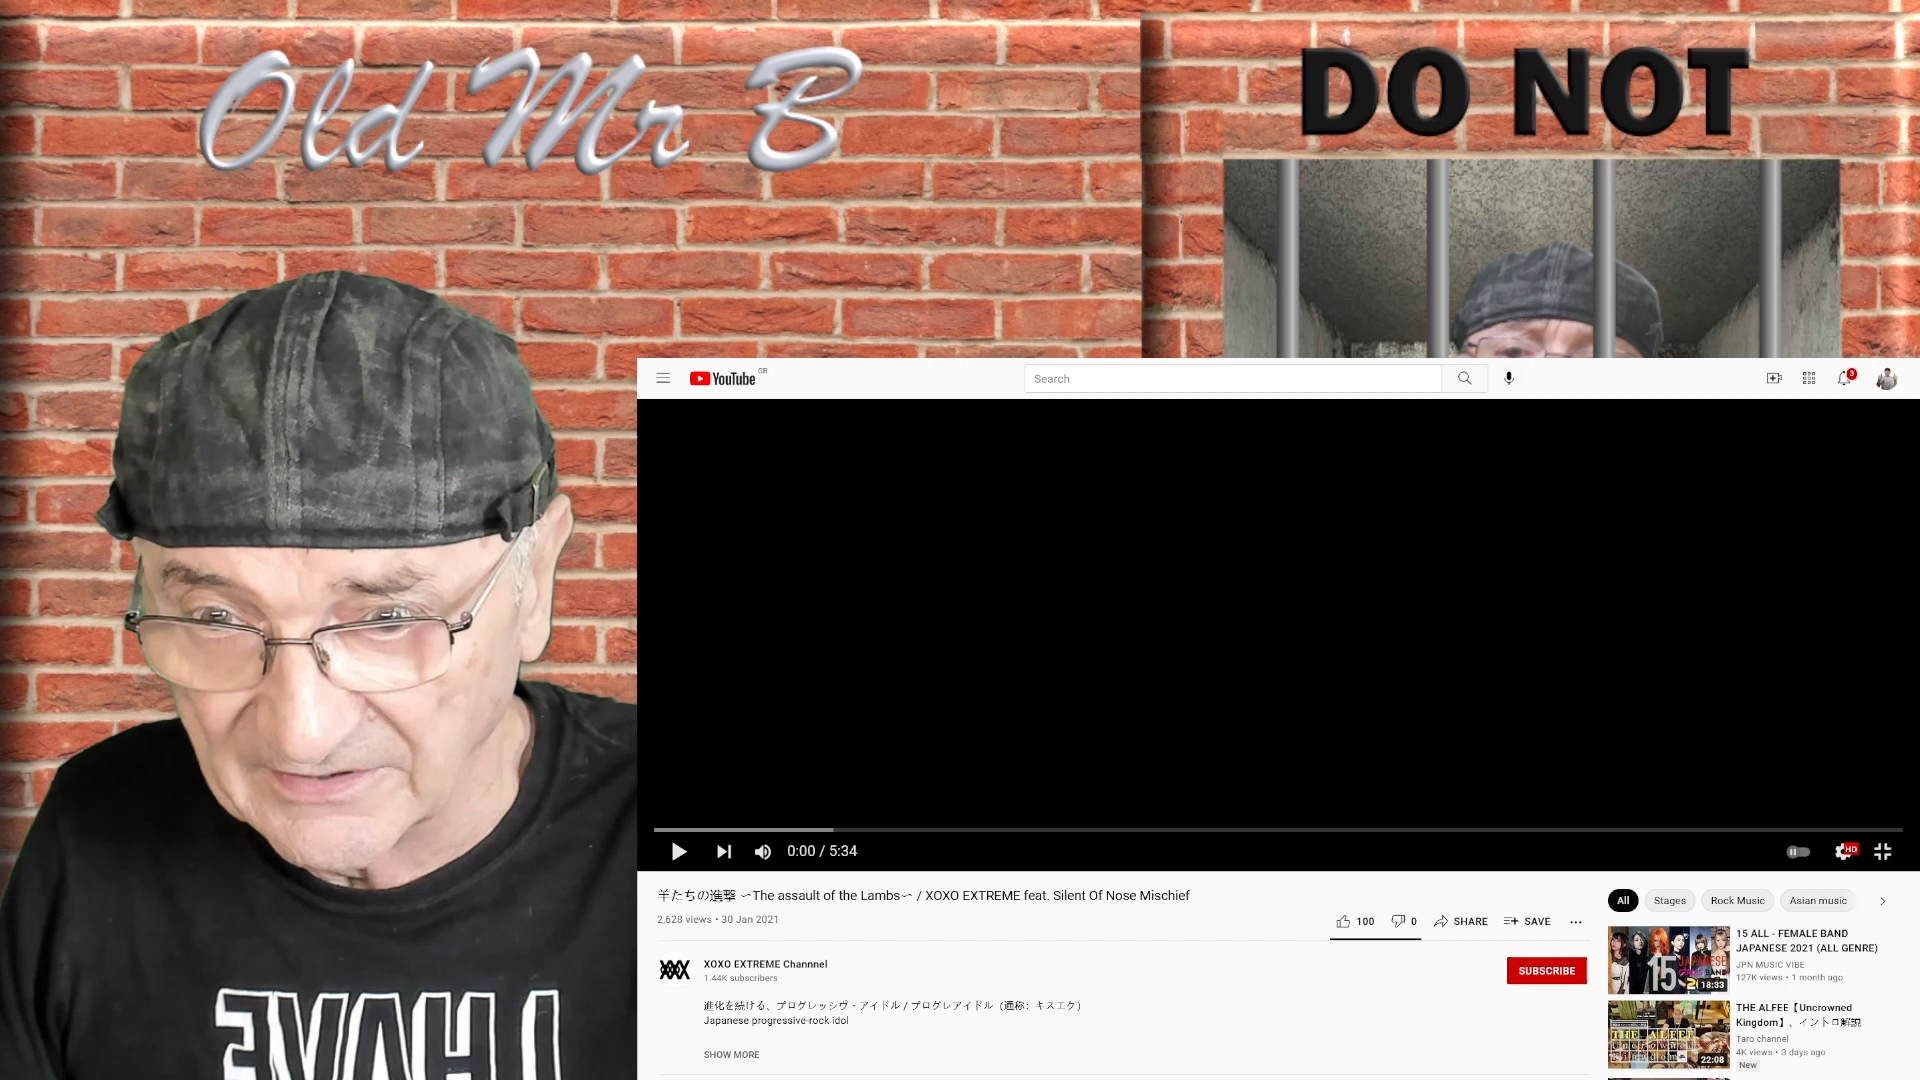 Old Mr B
DO NOT
YouTube GB
Search
3
0:00 / 5:34
HD
羊たちの進撃 〜The assault of the Lambs〜 / XOXO EXTREME feat. Silent Of Nose Mischief
2,628 views • 30 Jan 2021
100
0
SHARE
SAVE
XOXO EXTREME Channnel
1.44K subscribers
SUBSCRIBE
進化を続ける、プログレッシヴ・アイドル / プログレアイドル（通称：キスエク）
Japanese progressive-rock idol
SHOW MORE
All
Stages
Rock Music
Asian music
15 ALL - FEMALE BAND
JAPANESE 2021 (ALL GENRE)
JPN MUSIC VIBE
127K views • 1 month ago
18:33
THE ALFEE【Uncrowned
Kingdom】、イントロ解説
Taro channel
4K views • 3 days ago
New
22:08
THE ALFEE
I HAVE